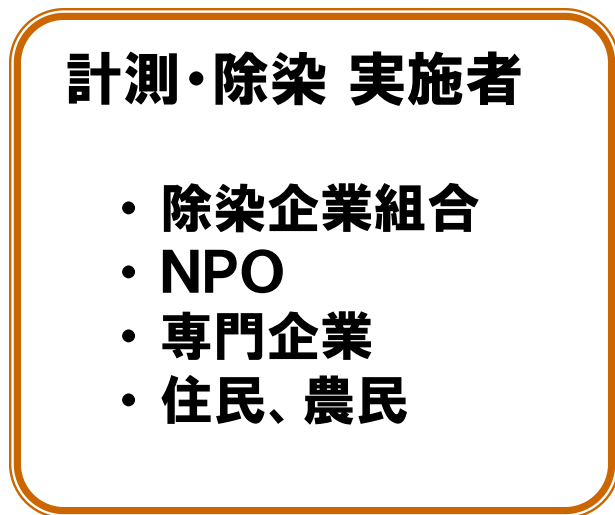 計測・除染 実施者
・ 除染企業組合
・ NPO
・ 専門企業
・ 住民、農民